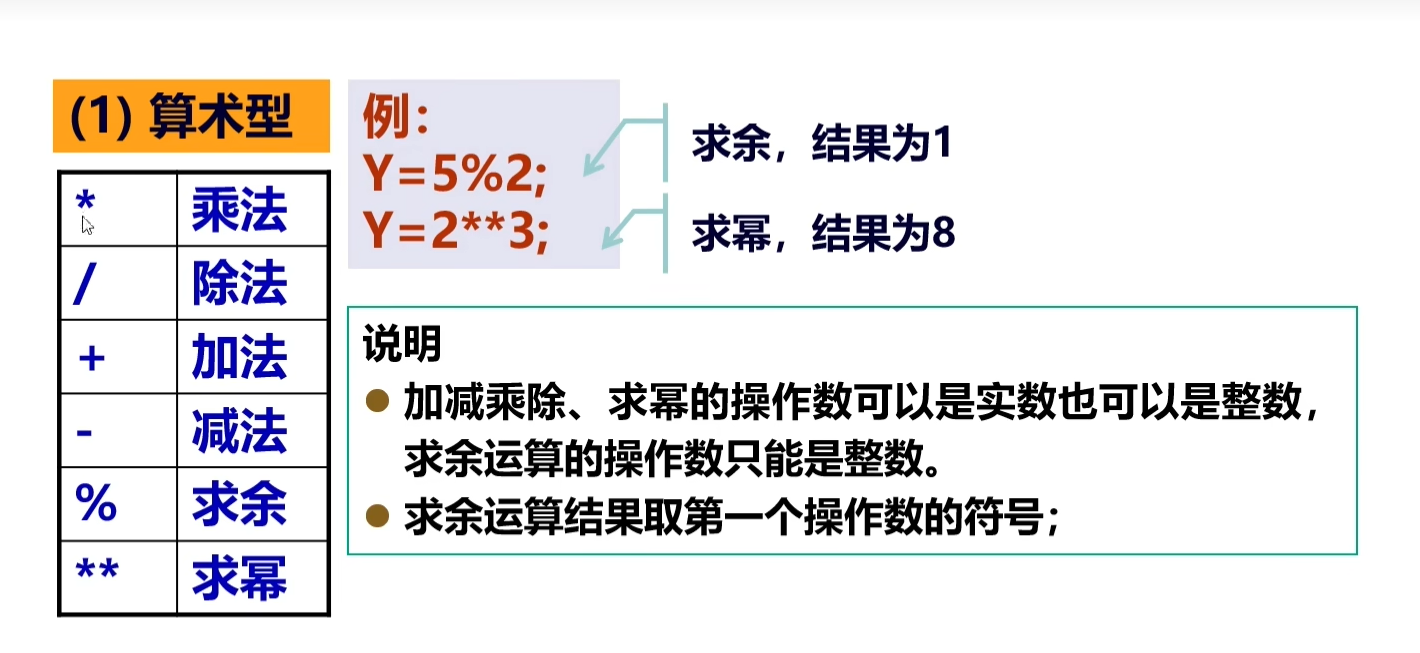 (1) 算术型
* 乘法
/ 除法
+ 加法
- 减法
% 求余
** 求幂
例：
Y=5%2;
Y=2**3;
求余，结果为1
求幂，结果为8
说明
● 加减乘除、求幂的操作数可以是实数也可以是整数，
求余运算的操作数只能是整数。
● 求余运算结果取第一个操作数的符号；